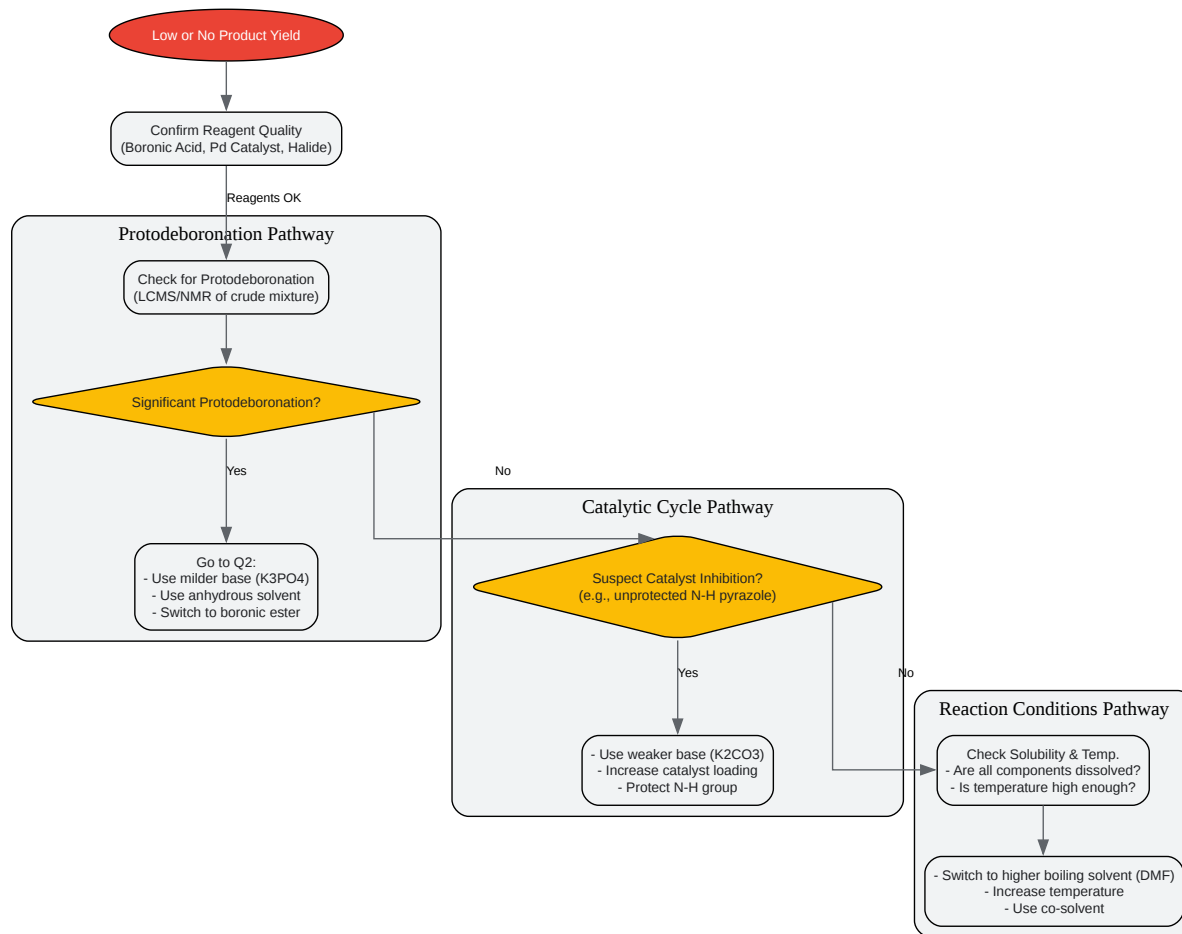 Low or No Product Yield
Confirm Reagent Quality
(Boronic Acid, Pd Catalyst, Halide)
Reagents OK
Protodeboronation Pathway
Check for Protodeboronation
(LCMS/NMR of crude mixture)
Significant Protodeboronation?
Yes
No
Go to Q2:
- Use milder base (K3PO4)
- Use anhydrous solvent
- Switch to boronic ester
Catalytic Cycle Pathway
Suspect Catalyst Inhibition?
(e.g., unprotected N-H pyrazole)
Yes
No
- Use weaker base (K2CO3)
- Increase catalyst loading
- Protect N-H group
Reaction Conditions Pathway
Check Solubility & Temp.
- Are all components dissolved?
- Is temperature high enough?
- Switch to higher boiling solvent (DMF)
- Increase temperature
- Use co-solvent